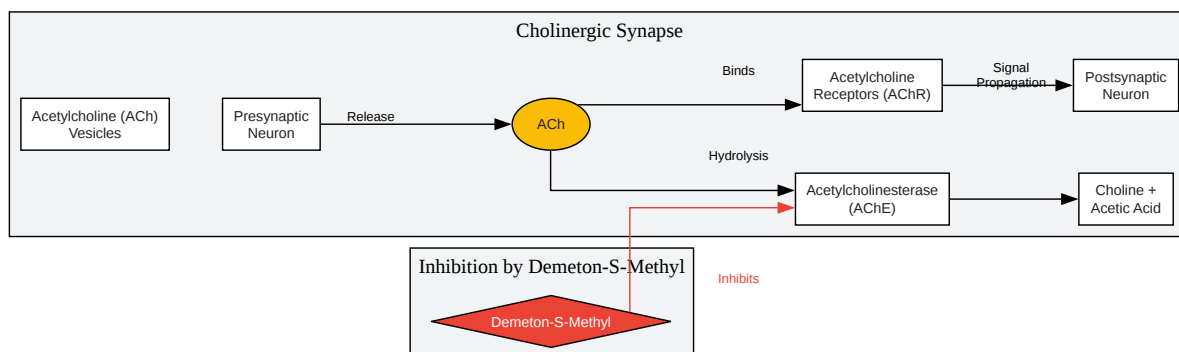 Cholinergic Synapse
Acetylcholine (ACh)
Vesicles
Presynaptic
Neuron
Release
ACh
Binds
Acetylcholine
Receptors (AChR)
Signal
Propagation
Postsynaptic
Neuron
Hydrolysis
Acetylcholinesterase
(AChE)
Choline +
Acetic Acid
Inhibition by Demeton-S-Methyl
Inhibits
Demeton-S-Methyl